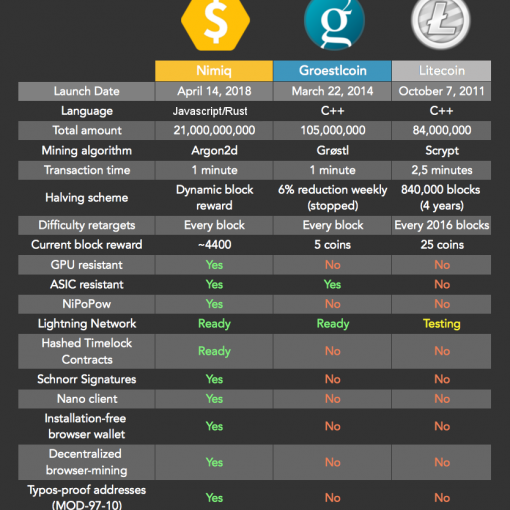 $
g
Ł
Nimiq Groestlcoin Litecoin
Launch Date April 14, 2018 March 22, 2014 October 7, 2011
Language Javascript/Rust C++ C++
Total amount 21,000,000,000 105,000,000 84,000,000
Mining algorithm Argon2d Grøstl Scrypt
Transaction time 1 minute 1 minute 2,5 minutes
Halving scheme Dynamic block reward 6% reduction weekly (stopped) 840,000 blocks (4 years)
Difficulty retargets Every block Every block Every 2016 blocks
Current block reward ~4400 5 coins 25 coins
GPU resistant Yes No No
ASIC resistant Yes Yes No
NiPoPow Yes No No
Lightning Network Ready Ready Testing
Hashed Timelock Contracts Ready No No
Schnorr Signatures Yes No No
Nano client Yes No No
Installation-free browser wallet Yes No No
Decentralized browser-mining Yes No No
Typos-proof addresses (MOD-97-10) Yes No No